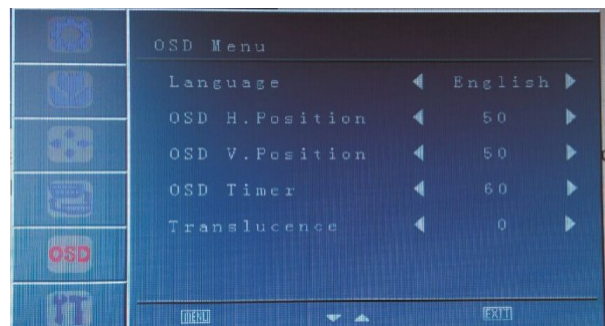 OSD Menu
Language English
OSD H.Position 50
OSD V.Position 50
OSD Timer 60
Translucence 0
OSD
MENU EXIT